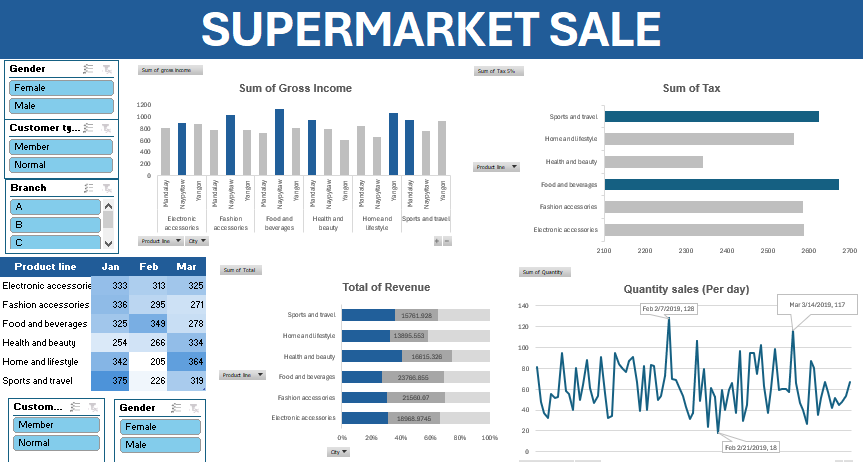 SUPERMARKET SALE
Gender
Female
Male
Customer ty...
Member
Normal
Branch
A
B
C
Sum of gross income
Sum of Gross Income
1200
1000
800
600
400
200
0
Mandalay Naypyitaw Yangon Mandalay Naypyitaw Yangon Mandalay Naypyitaw Yangon Mandalay Naypyitaw Yangon Mandalay Naypyitaw Yangon Mandalay Naypyitaw Yangon
Electronic accessories Fashion accessories Food and beverages Health and beauty Home and lifestyle Sports and travel
Product line City
Sum of Tax 5%
Sum of Tax
Product line
Sports and travel
Home and lifestyle
Health and beauty
Food and beverages
Fashion accessories
Electronic accessories
2100 2200 2300 2400 2500 2600 2700
Product line Jan Feb Mar
Electronic accessorie 333 313 325
Fashion accessories 336 295 271
Food and beverages 325 349 278
Health and beauty 254 266 334
Home and lifestyle 342 205 364
Sports and travel 375 226 319
Custom...
Member
Normal
Gender
Female
Male
Sum of Total
Total of Revenue
Product line
Sports and travel 15761.928
Home and lifestyle 13895.553
Health and beauty 16615.326
Food and beverages 23766.855
Fashion accessories 21560.07
Electronic accessories 18968.9745
0% 20% 40% 60% 80% 100%
City
Sum of Quantity
Quantity sales (Per day)
140
120
100
80
60
40
20
0
Feb 2/7/2019, 128
Mar 3/14/2019, 117
Feb 2/21/2019, 18